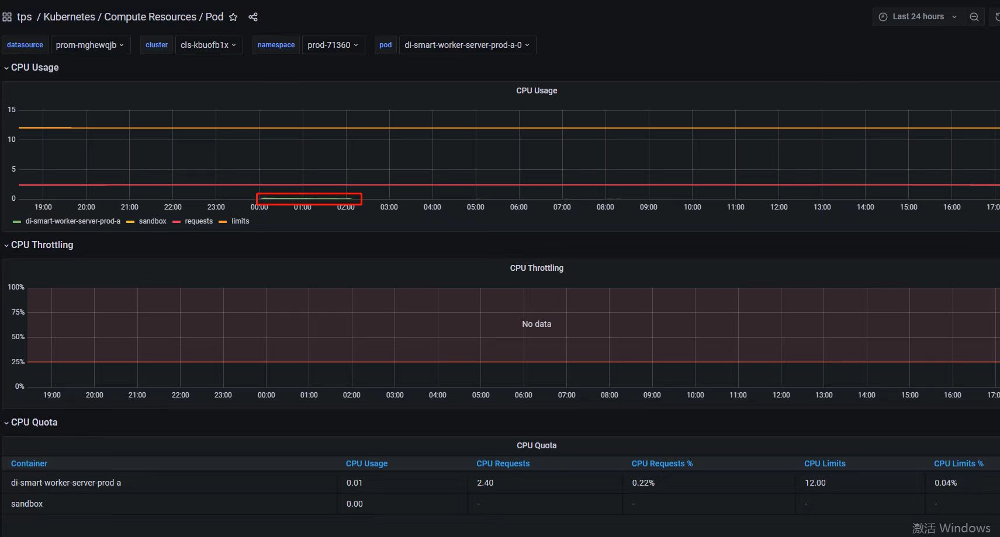 tps / Kubernetes / Compute Resources / Pod
Last 24 hours
datasource prom-mghewqjb cluster cls-kbuofb1x namespace prod-71360 pod di-smart-worker-server-prod-a-0
CPU Usage
CPU Usage
15
10
5
0
19:00 20:00 21:00 22:00 23:00 00:00 01:00 02:00 03:00 04:00 05:00 06:00 07:00 08:00 09:00 10:00 11:00 12:00 13:00 14:00 15:00 16:00 17:0
di-smart-worker-server-prod-a sandbox requests limits
CPU Throttling
CPU Throttling
100%
75%
No data
50%
25%
0%
19:00 20:00 21:00 22:00 23:00 00:00 01:00 02:00 03:00 04:00 05:00 06:00 07:00 08:00 09:00 10:00 11:00 12:00 13:00 14:00 15:00 16:00 17:0
CPU Quota
CPU Quota
Container CPU Usage CPU Requests CPU Requests % CPU Limits CPU Limits %
di-smart-worker-server-prod-a 0.01 2.40 0.22% 12.00 0.04%
sandbox 0.00 - - - -
激活 Windows